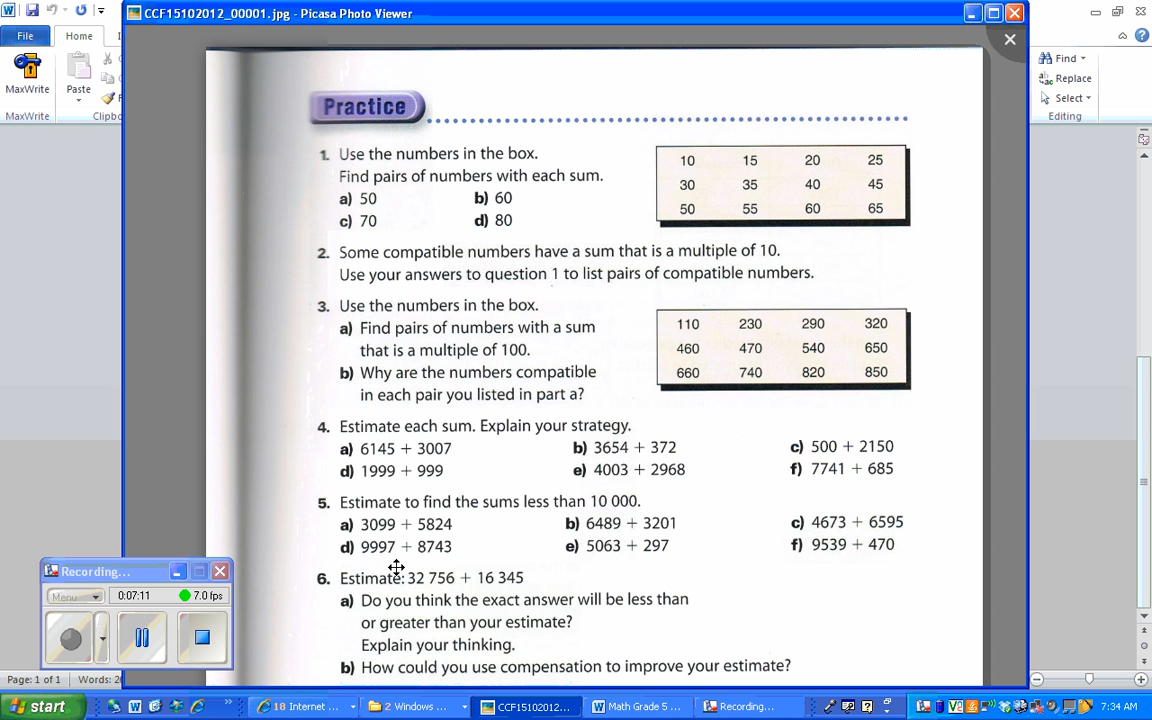 CCF15102012_00001.jpg - Picasa Photo Viewer
File
Home
MaxWrite
Paste
MaxWrite
Clipbo
Find
Replace
Select
Editing
Practice
1. Use the numbers in the box.
Find pairs of numbers with each sum.
a) 50 b) 60
c) 70 d) 80
10 15 20 25
30 35 40 45
50 55 60 65
2. Some compatible numbers have a sum that is a multiple of 10.
Use your answers to question 1 to list pairs of compatible numbers.
3. Use the numbers in the box.
a) Find pairs of numbers with a sum
that is a multiple of 100.
b) Why are the numbers compatible
in each pair you listed in part a?
110 230 290 320
460 470 540 650
660 740 820 850
4. Estimate each sum. Explain your strategy.
a) 6145 + 3007 b) 3654 + 372 c) 500 + 2150
d) 1999 + 999 e) 4003 + 2968 f) 7741 + 685
5. Estimate to find the sums less than 10 000.
a) 3099 + 5824 b) 6489 + 3201 c) 4673 + 6595
d) 9997 + 8743 e) 5063 + 297 f) 9539 + 470
6. Estimate: 32 756 + 16 345
a) Do you think the exact answer will be less than
or greater than your estimate?
Explain your thinking.
b) How could you use compensation to improve your estimate?
Recording...
Menu 0:07:11 7.0 fps
Page: 1 of 1 Words: 2
start 18 Internet ... 2 Windows ... CCF15102012... Math Grade 5 ... Recording... 7:34 AM